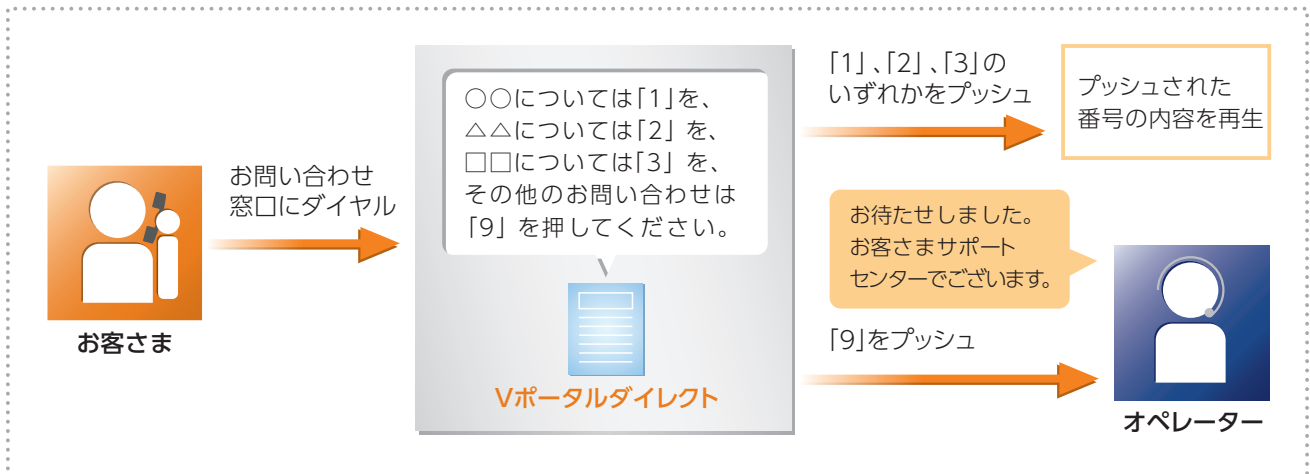 お問い合わせ
窓口にダイヤル
お客さま
○○については「1」を、
△△については「2」を、
□□については「3」を、
その他のお問い合わせは
「9」を押してください。
Vポータルダイレクト
「1」、「2」、「3」の
いずれかをプッシュ
プッシュされた
番号の内容を再生
お待たせしました。
お客さまサポート
センターでございます。
「9」をプッシュ
オペレーター